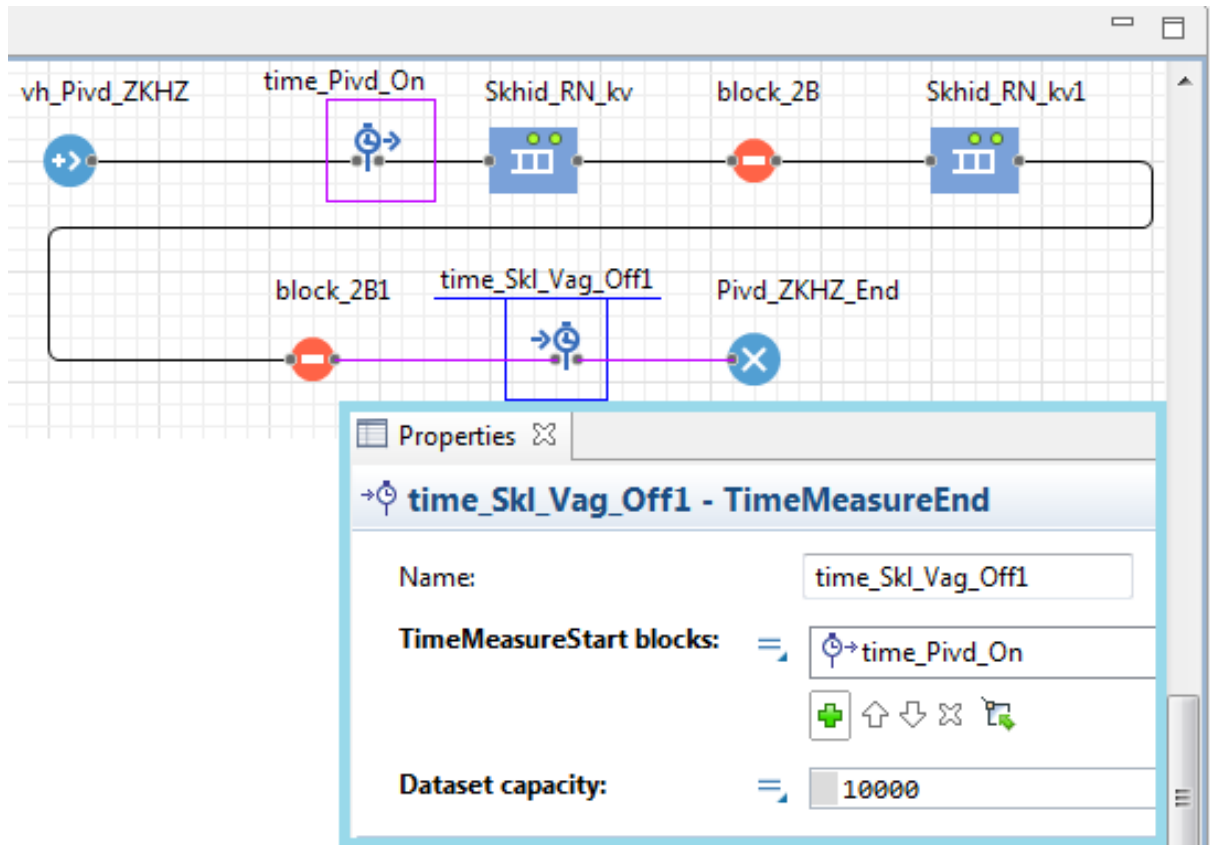 vh_Pivd_ZKHZ time_Pivd_On Skhid_RN_kv block_2B Skhid_RN_kv1
block_2B1 time_Skl_Vag_Off1 Pivd_ZKHZ_End
Properties
time_Skl_Vag_Off1 - TimeMeasureEnd
Name: time_Skl_Vag_Off1
TimeMeasureStart blocks: time_Pivd_On
Dataset capacity: 10000